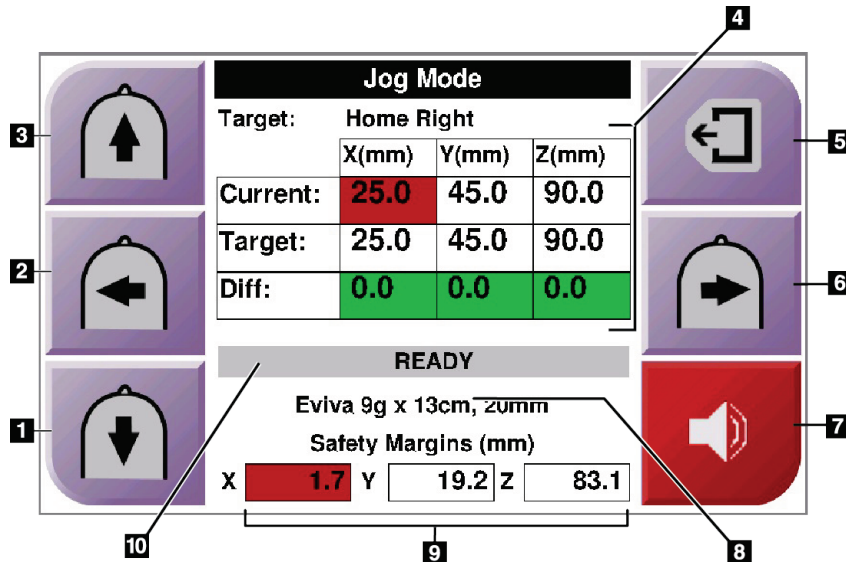 4
Jog Mode
Target: Home Right
3
5
X(mm) Y(mm) Z(mm)
Current: 25.0 45.0 90.0
Target: 25.0 45.0 90.0
2
6
Diff: 0.0 0.0 0.0
READY
Eviva 9g x 13cm, 20mm
1
7
Safety Margins (mm)
X 1.7 Y 19.2 Z 83.1
10
9
8